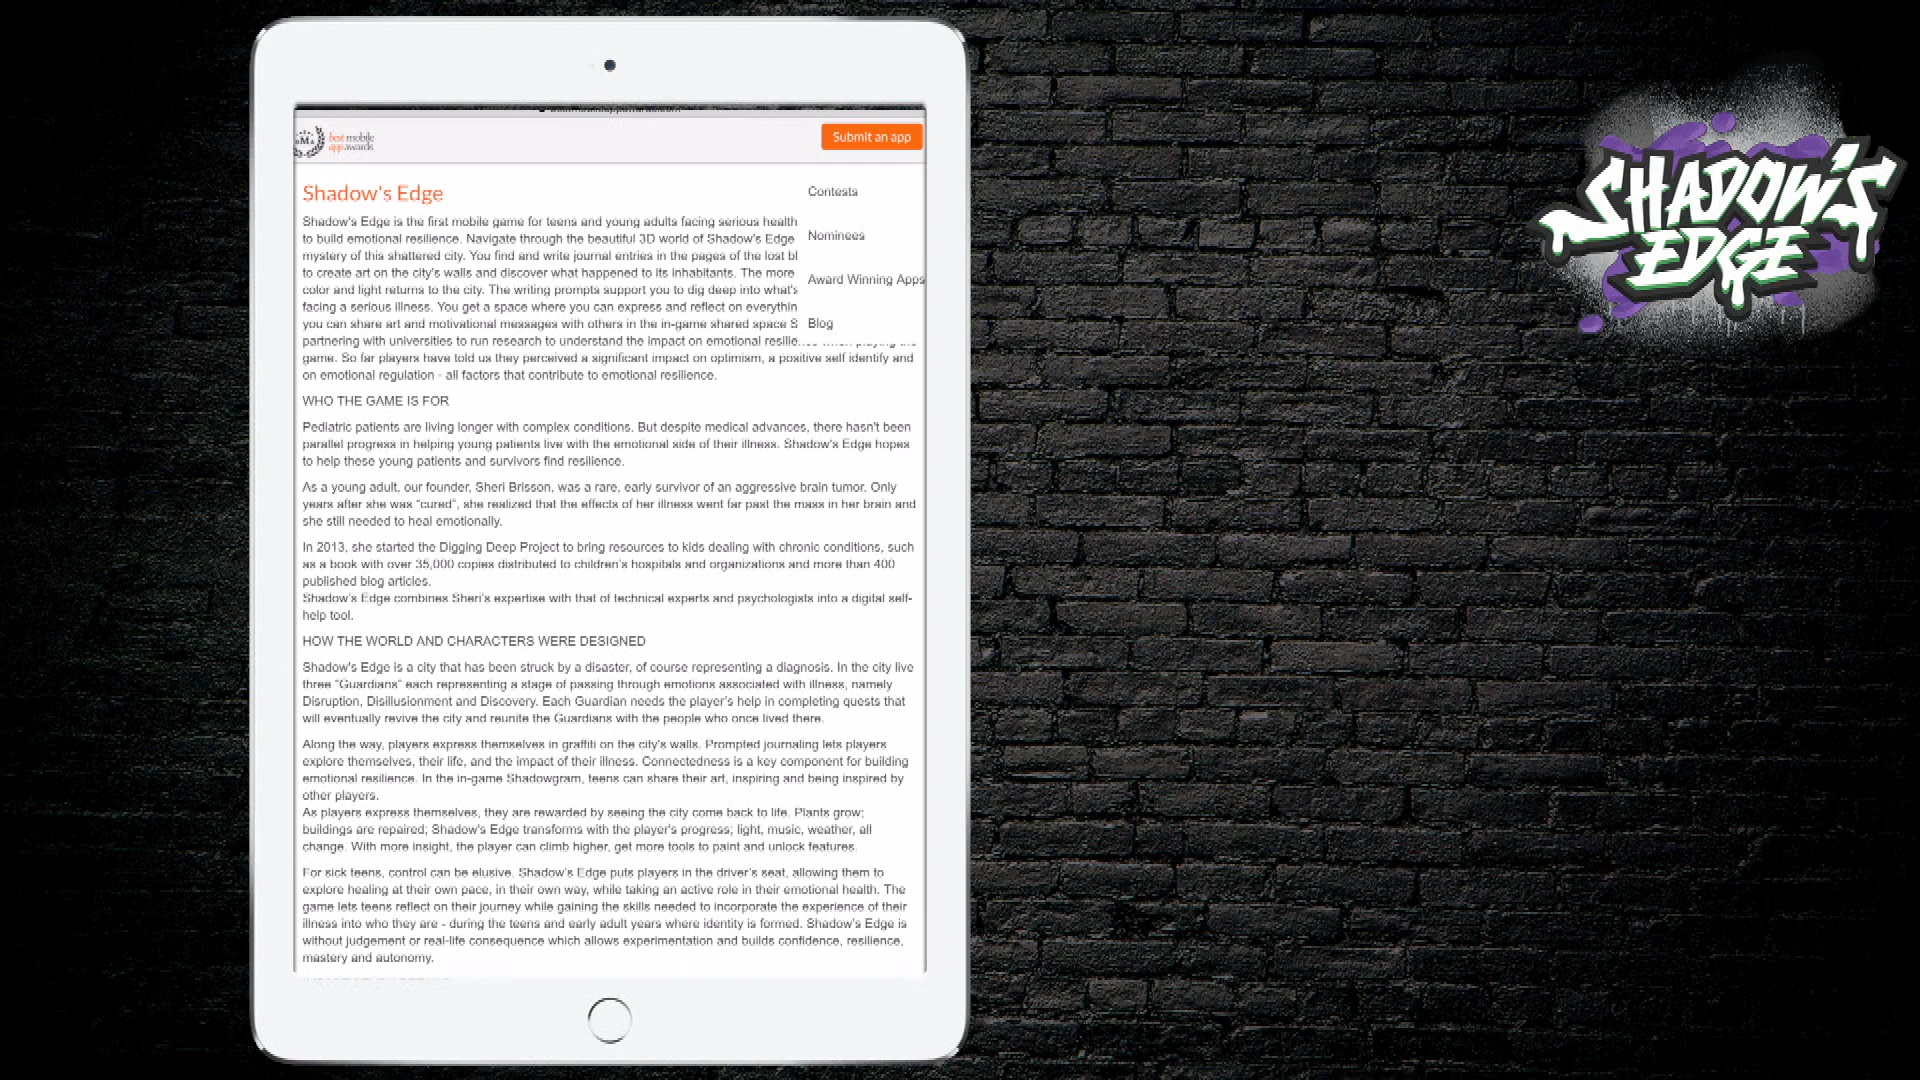 best mobile
app awards
Submit an app
Shadow's Edge
Contests
Nominees
Award Winning Apps
Blog
Shadow's Edge is the first mobile game for teens and young adults facing serious health
to build emotional resilience. Navigate through the beautiful 3D world of Shadow's Edge
mystery of this shattered city. You find and write journal entries in the pages of the lost bl
to create art on the city's walls and discover what happened to its inhabitants. The more
color and light returns to the city. The writing prompts support you to dig deep into what's
facing a serious illness. You get a space where you can express and reflect on everythin
you can share art and motivational messages with others in the in-game shared space S
partnering with universities to run research to understand the impact on emotional resilience when playing the
game. So far players have told us they perceived a significant impact on optimism, a positive self identify and
on emotional regulation - all factors that contribute to emotional resilience.
WHO THE GAME IS FOR
Pediatric patients are living longer with complex conditions. But despite medical advances, there hasn't been
parallel progress in helping young patients live with the emotional side of their illness. Shadow's Edge hopes
to help these young patients and survivors find resilience.
As a young adult, our founder, Sheri Brisson, was a rare, early survivor of an aggressive brain tumor. Only
years after she was "cured", she realized that the effects of her illness went far past the mass in her brain and
she still needed to heal emotionally.
In 2013, she started the Digging Deep Project to bring resources to kids dealing with chronic conditions, such
as a book with over 35,000 copies distributed to children's hospitals and organizations and more than 400
published blog articles.
Shadow's Edge combines Sheri's expertise with that of technical experts and psychologists into a digital self-
help tool.
HOW THE WORLD AND CHARACTERS WERE DESIGNED
Shadow's Edge is a city that has been struck by a disaster, of course representing a diagnosis. In the city live
three "Guardians" each representing a stage of passing through emotions associated with illness, namely
Disruption, Disillusionment and Discovery. Each Guardian needs the player's help in completing quests that
will eventually revive the city and reunite the Guardians with the people who once lived there.
Along the way, players express themselves in graffiti on the city's walls. Prompted journaling lets players
explore themselves, their life, and the impact of their illness. Connectedness is a key component for building
emotional resilience. In the in-game Shadowgram, teens can share their art, inspiring and being inspired by
other players.
As players express themselves, they are rewarded by seeing the city come back to life. Plants grow;
buildings are repaired; Shadow's Edge transforms with the player's progress; light, music, weather, all
change. With more insight, the player can climb higher, get more tools to paint and unlock features.
For sick teens, control can be elusive. Shadow's Edge puts players in the driver's seat, allowing them to
explore healing at their own pace, in their own way, while taking an active role in their emotional health. The
game lets teens reflect on their journey while gaining the skills needed to incorporate the experience of their
illness into who they are - during the teens and early adult years where identity is formed. Shadow's Edge is
without judgement or real-life consequence which allows experimentation and builds confidence, resilience,
mastery and autonomy.
SHADOW'S
EDGE